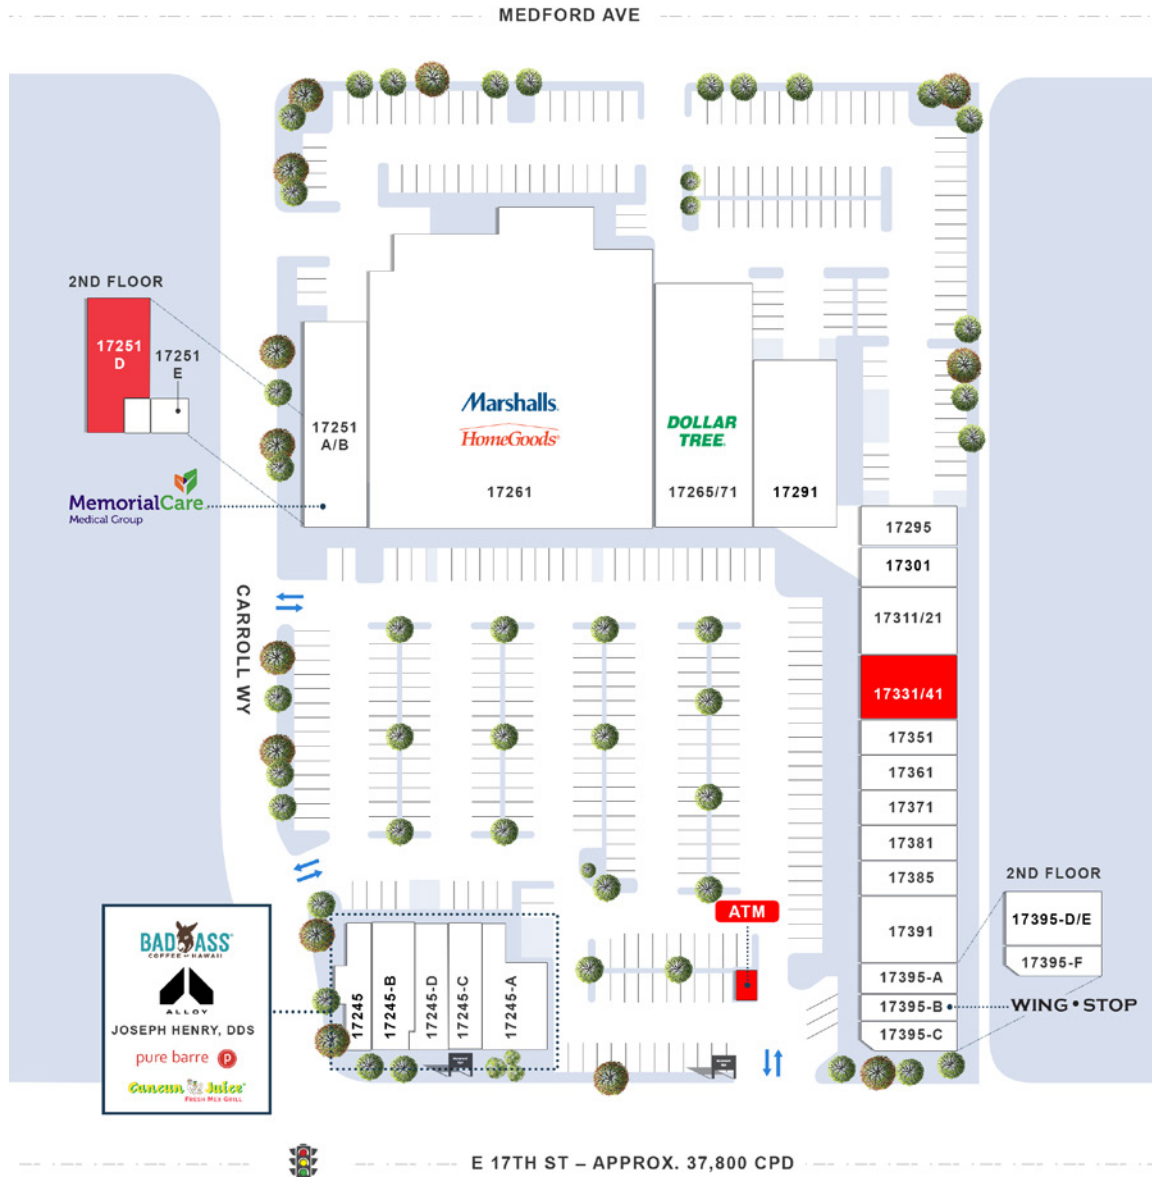 MEDFORD AVE
2ND FLOOR
17251
D
17251
E
17251
A/B
MemorialCare
Medical Group
Marshalls
HomeGoods
17261
DOLLAR
TREE
17265/71
17291
17295
17301
17311/21
17331/41
17351
17361
17371
17381
17385
17391
17395-A
17395-B
17395-C
2ND FLOOR
17395-D/E
17395-F
WING•STOP
CARROLL WY
ATM
BAD ASS
COFFEE OF HAWAII
ALLOY
JOSEPH HENRY, DDS
pure barre p
Cancun Juice
FRESH MEX GRILL
17245
17245-B
17245-D
17245-C
17245-A
E 17TH ST – APPROX. 37,800 CPD